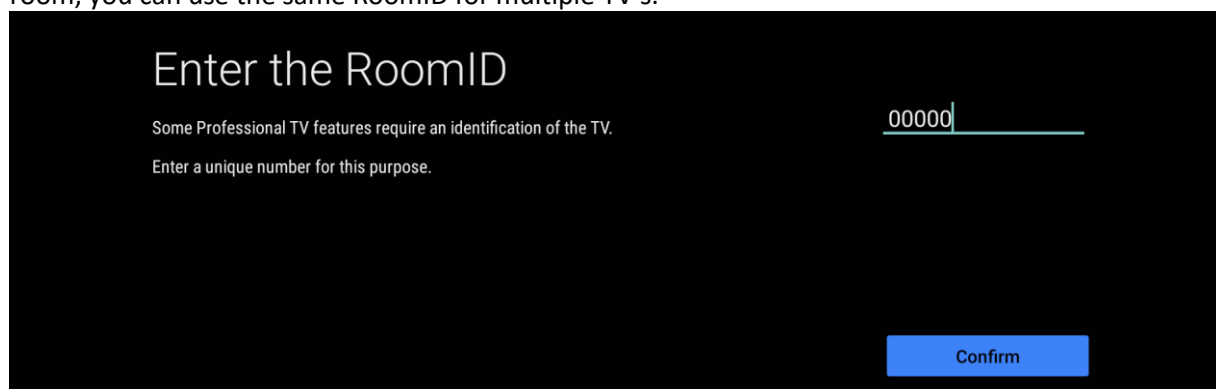 room, you can use the same RoomID for multiple TV's.
Enter the RoomID
Some Professional TV features require an identification of the TV.
00000
Enter a unique number for this purpose.
Confirm